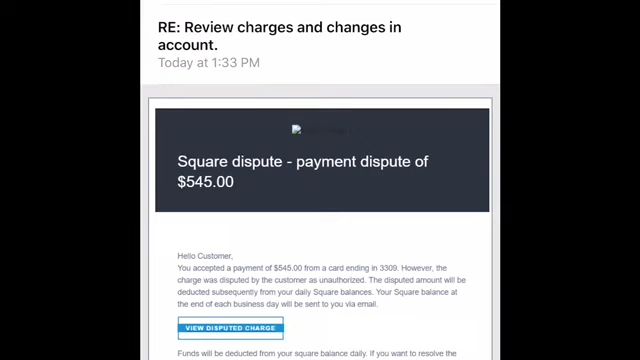 RE: Review charges and changes in
account.
Today at 1:33 PM
Square dispute - payment dispute of
$545.00
Hello Customer,
You accepted a payment of $545.00 from a card ending in 3309. However, the
charge was disputed by the customer as unauthorized. The disputed amount will be
deducted subsequently from your daily Square balances. Your Square balance at
the end of each business day will be sent to you via email.
VIEW DISPUTED CHARGE
Funds will be deducted from your square balance daily. If you want to resolve the